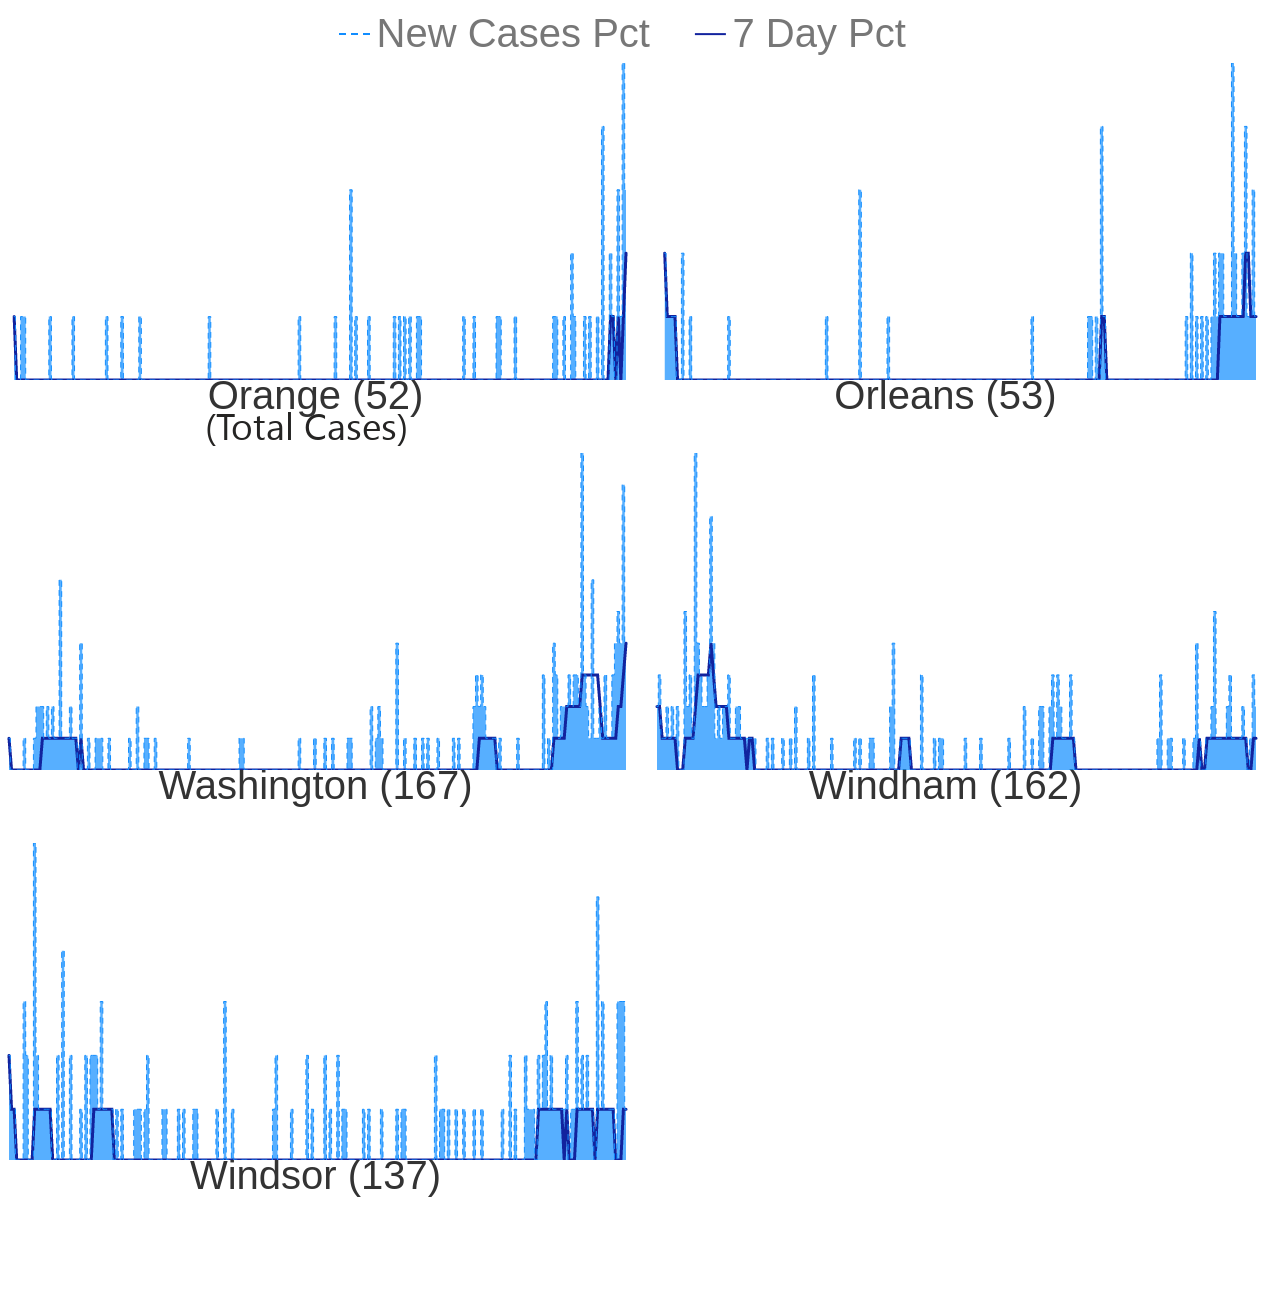 New Cases Pct 7 Day Pct
Orange (52)
(Total Cases)
Orleans (53)
Washington (167)
Windham (162)
Windsor (137)